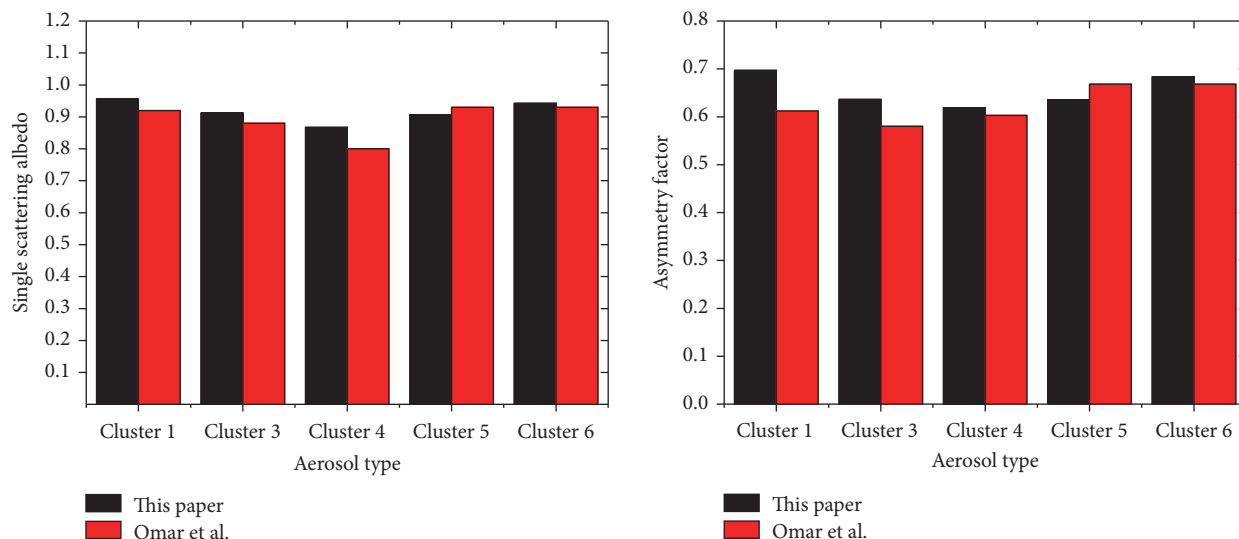 Single scattering albedo
1.2
1.1
1.0
0.9
0.8
0.7
0.6
0.5
0.4
0.3
0.2
0.1
Cluster 1 Cluster 3 Cluster 4 Cluster 5 Cluster 6
Aerosol type
This paper
Omar et al.
Asymmetry factor
0.8
0.7
0.6
0.5
0.4
0.3
0.2
0.1
0.0
Cluster 1 Cluster 3 Cluster 4 Cluster 5 Cluster 6
Aerosol type
This paper
Omar et al.